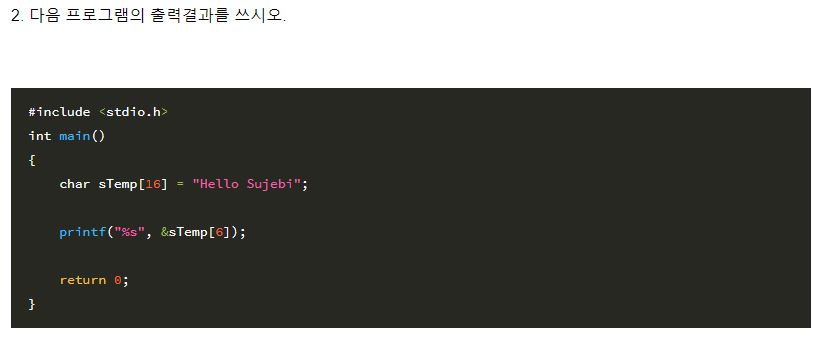 2. 다음 프로그램의 출력결과를 쓰시오.
#include <stdio.h>
int main()
{
    char sTemp[16] = "Hello Sujebi";
    printf("%s", &sTemp[6]);
    return 0;
}